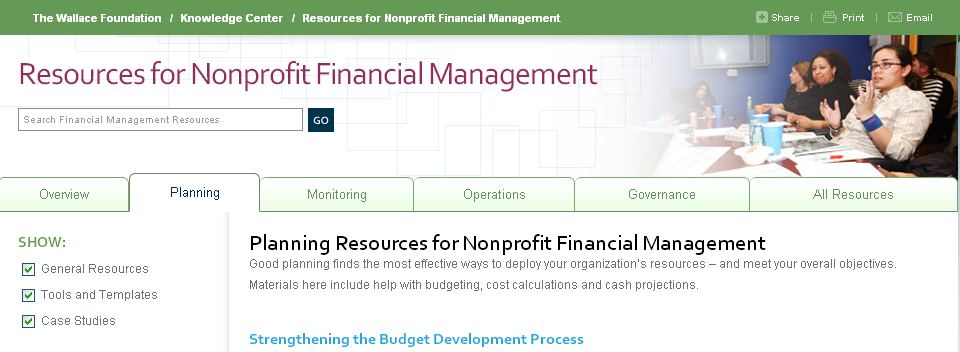 The Wallace Foundation / Knowledge Center / Resources for Nonprofit Financial Management
Share | Print | Email
Resources for Nonprofit Financial Management
Search Financial Management Resources GO
Overview Planning Monitoring Operations Governance All Resources
SHOW:
General Resources
Tools and Templates
Case Studies
Planning Resources for Nonprofit Financial Management
Good planning finds the most effective ways to deploy your organization's resources – and meet your overall objectives.
Materials here include help with budgeting, cost calculations and cash projections.
Strengthening the Budget Development Process